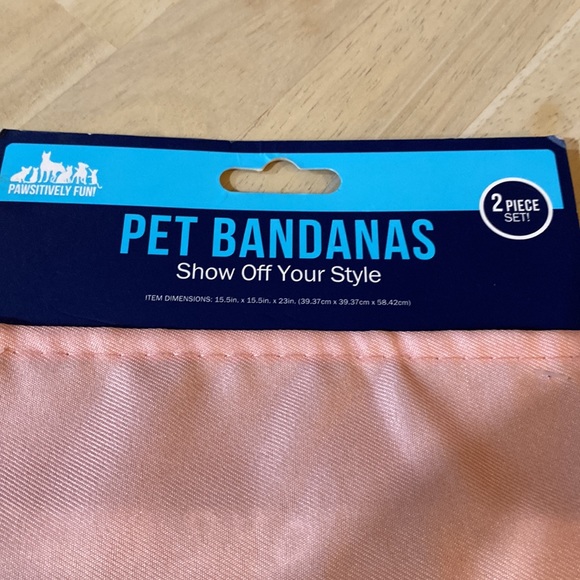 PAWSITIVELY FUN!
2 PIECE
SET!
PET BANDANAS
Show Off Your Style
ITEM DIMENSIONS: 15.5in. x 15.5in. x 23in. (39.37cm x 39.37cm x 58.42cm)